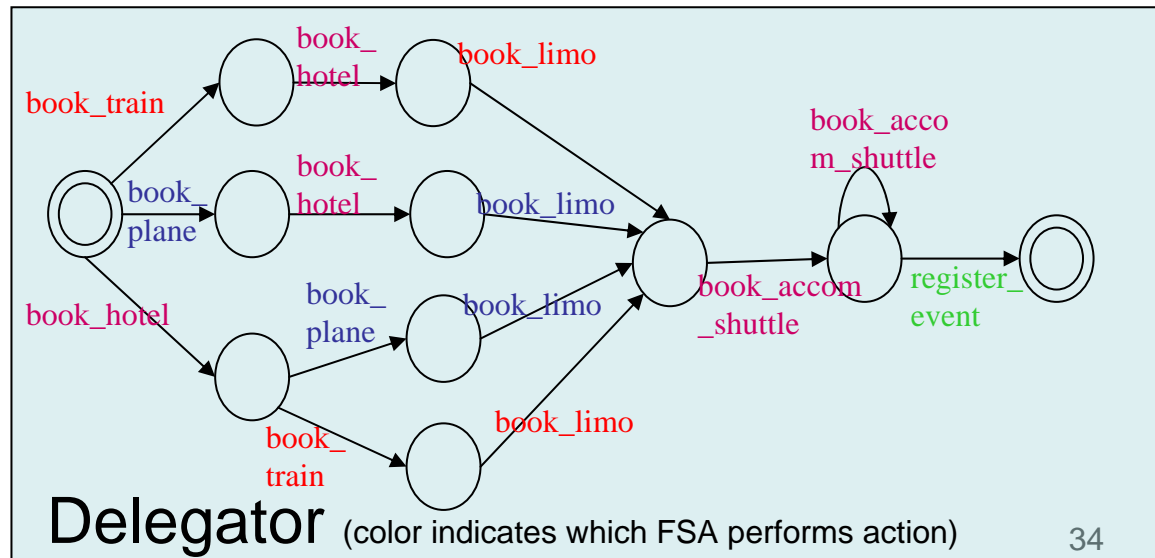 book_
hotel
book_limo
book_train
book_acco
m_shuttle
book_
plane
book_
hotel
book_limo
book_hotel
book_
plane
book_limo
book_accom
_shuttle
register_
event
book_
train
book_limo
Delegator (color indicates which FSA performs action)
34